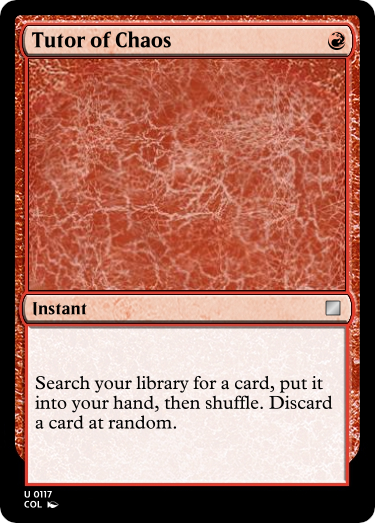 Tutor of Chaos
Instant
Search your library for a card, put it
into your hand, then shuffle. Discard
a card at random.
U 0117
COL